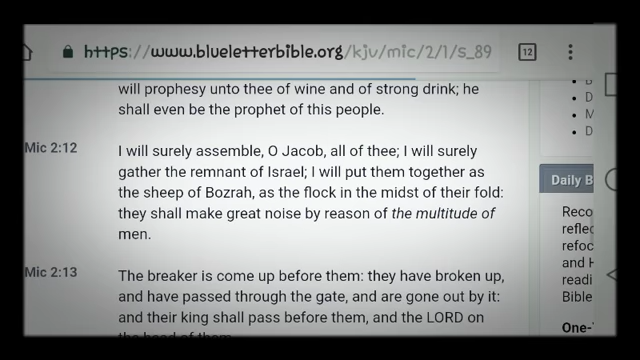 https://www.blueletterbible.org/kjv/mic/2/1/s_89
12
will prophesy unto thee of wine and of strong drink; he
shall even be the prophet of this people.
Mic 2:12
I will surely assemble, O Jacob, all of thee; I will surely
gather the remnant of Israel; I will put them together as
the sheep of Bozrah, as the flock in the midst of their fold:
they shall make great noise by reason of the multitude of
men.
Mic 2:13
The breaker is come up before them: they have broken up,
and have passed through the gate, and are gone out by it:
and their king shall pass before them, and the LORD on
the head of them.
D
M
D
Daily B
Reco
reflec
refoc
and H
readi
Bible
One-